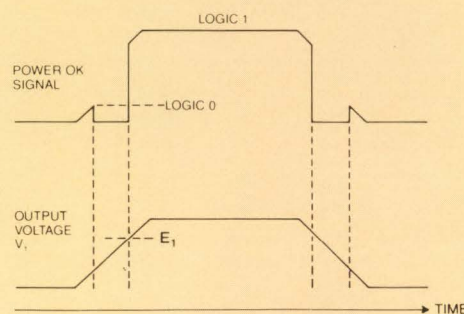 LOGIC 1
POWER OK
SIGNAL
LOGIC 0
OUTPUT
VOLTAGE
V₁
E₁
TIME